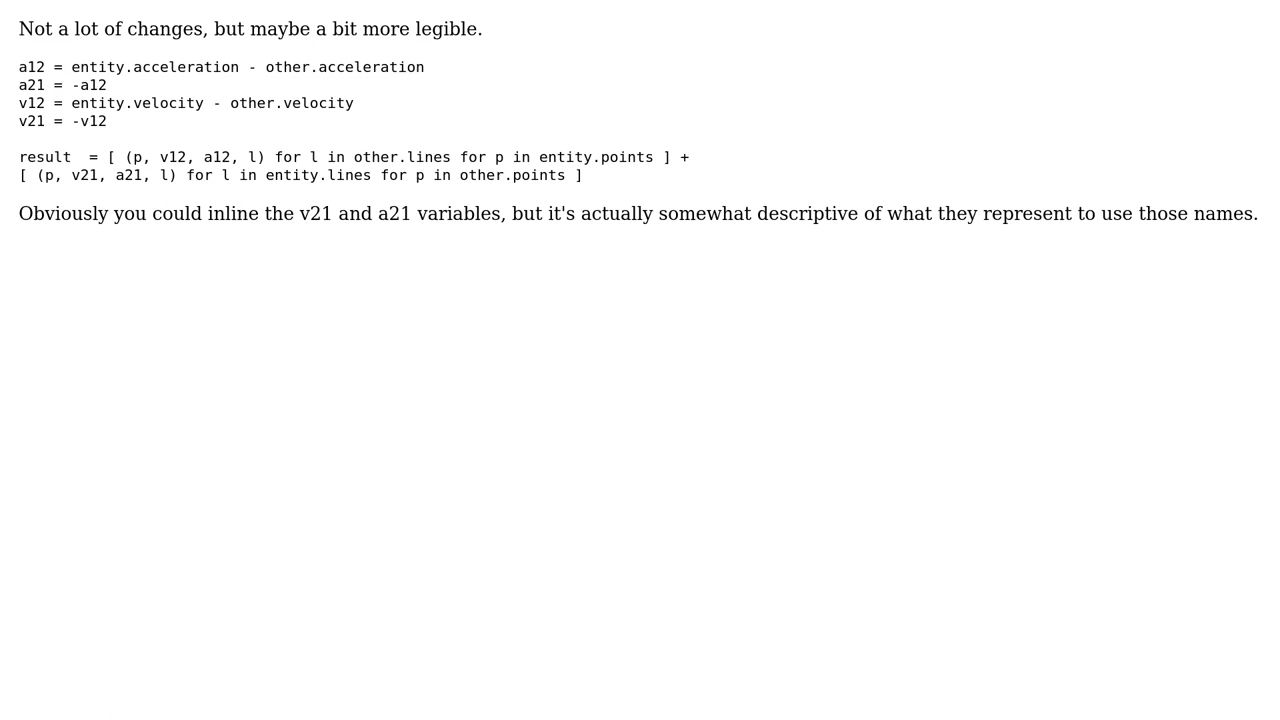 Not a lot of changes, but maybe a bit more legible.
a12 = entity.acceleration - other.acceleration
a21 = -a12
v12 = entity.velocity - other.velocity
v21 = -v12
result  = [ (p, v12, a12, l) for l in other.lines for p in entity.points ] +
[ (p, v21, a21, l) for l in entity.lines for p in other.points ]
Obviously you could inline the v21 and a21 variables, but it's actually somewhat descriptive of what they represent to use those names.